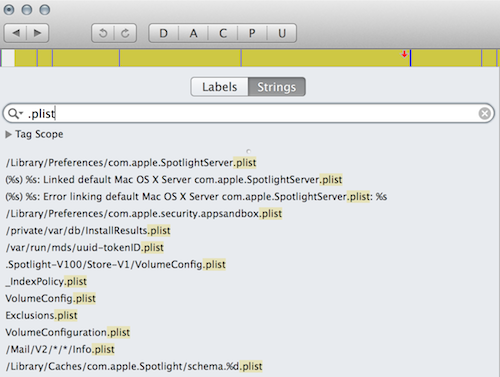 D A C P U
Labels Strings
.plist
Tag Scope
/Library/Preferences/com.apple.SpotlightServer.plist
(%s) %s: Linked default Mac OS X Server com.apple.SpotlightServer.plist
(%s) %s: Error linking default Mac OS X Server com.apple.SpotlightServer.plist: %s
/Library/Preferences/com.apple.security.appsandbox.plist
/private/var/db/InstallResults.plist
/var/run/mds/uuid-tokenID.plist
.Spotlight-V100/Store-V1/VolumeConfig.plist
_IndexPolicy.plist
VolumeConfig.plist
Exclusions.plist
VolumeConfiguration.plist
/Mail/V2/*/*/Info.plist
/Library/Caches/com.apple.Spotlight/schema.%d.plist